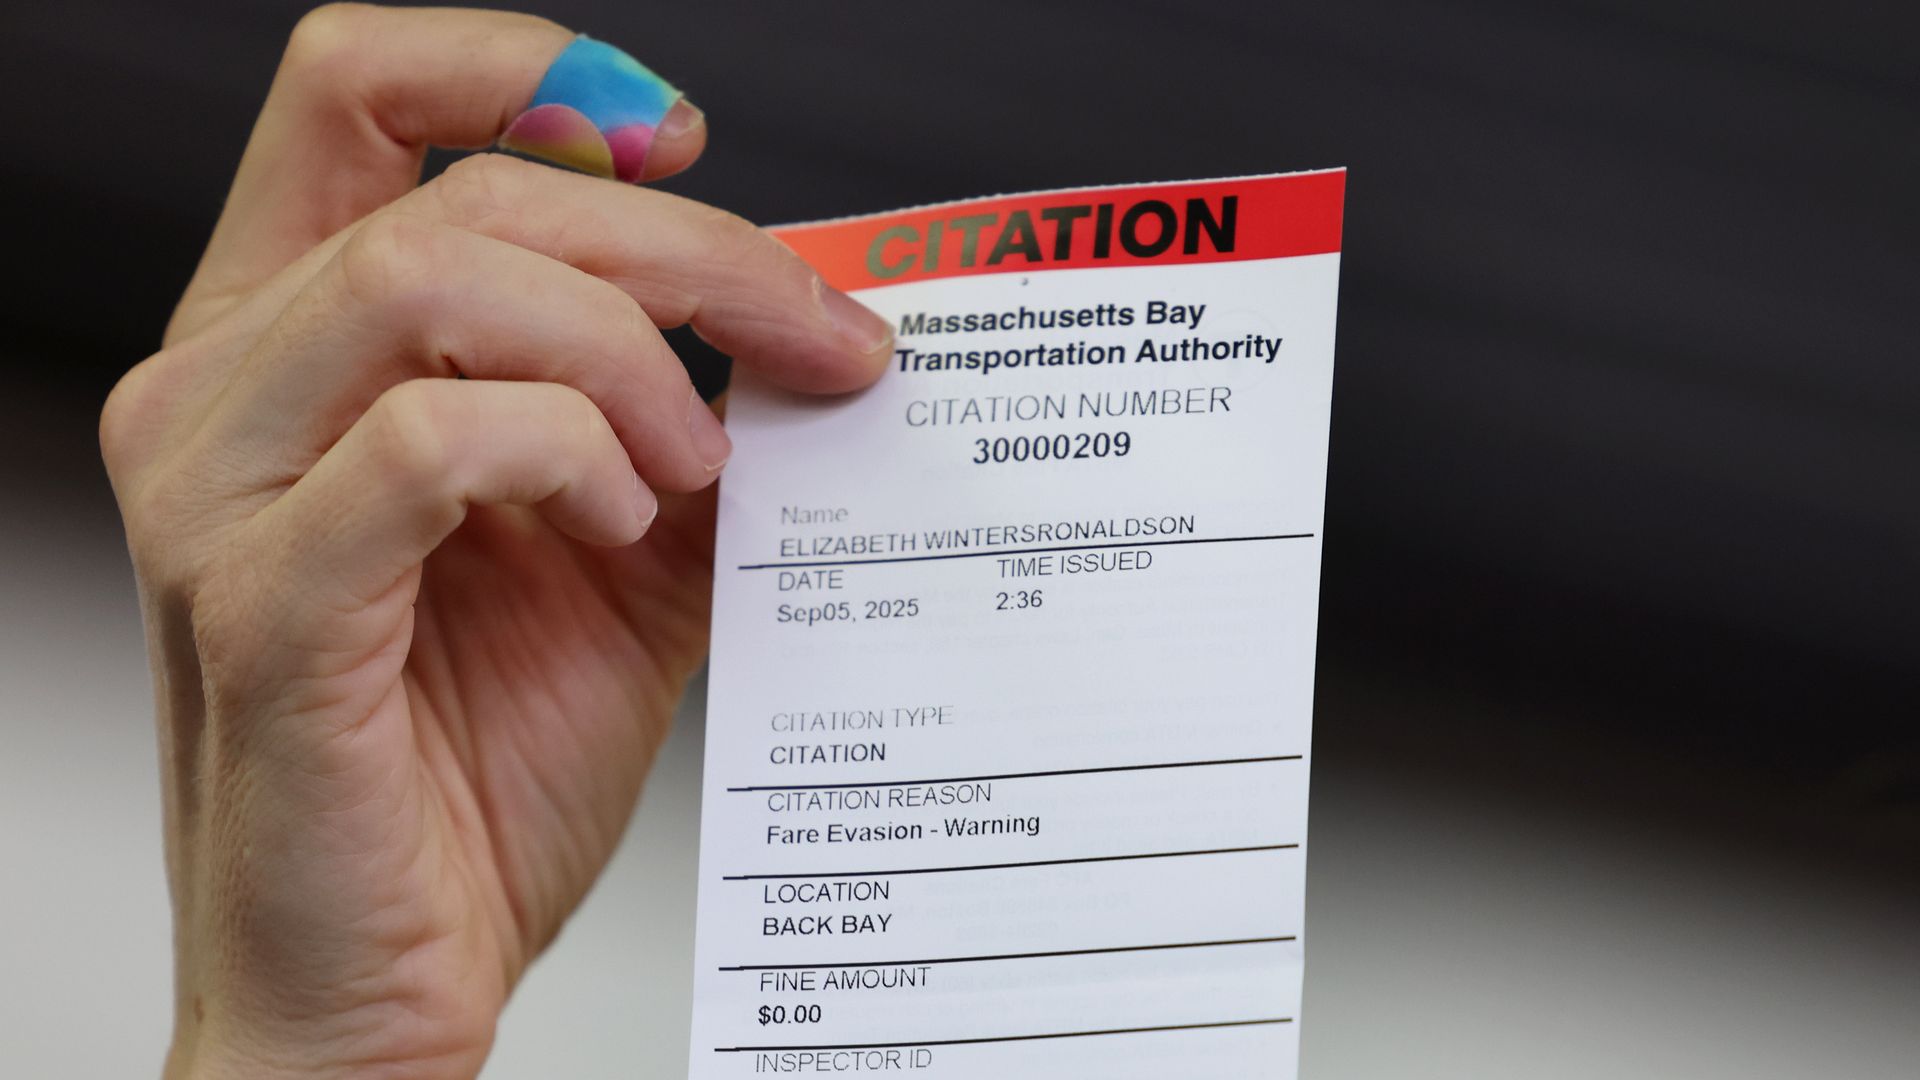 CITATION
Massachusetts Bay
Transportation Authority
CITATION NUMBER
30000209
Name
ELIZABETH WINTERSRONALDSON
DATE TIME ISSUED
Sep05, 2025 2:36
CITATION TYPE
CITATION
CITATION REASON
Fare Evasion - Warning
LOCATION
BACK BAY
FINE AMOUNT
$0.00
INSPECTOR ID